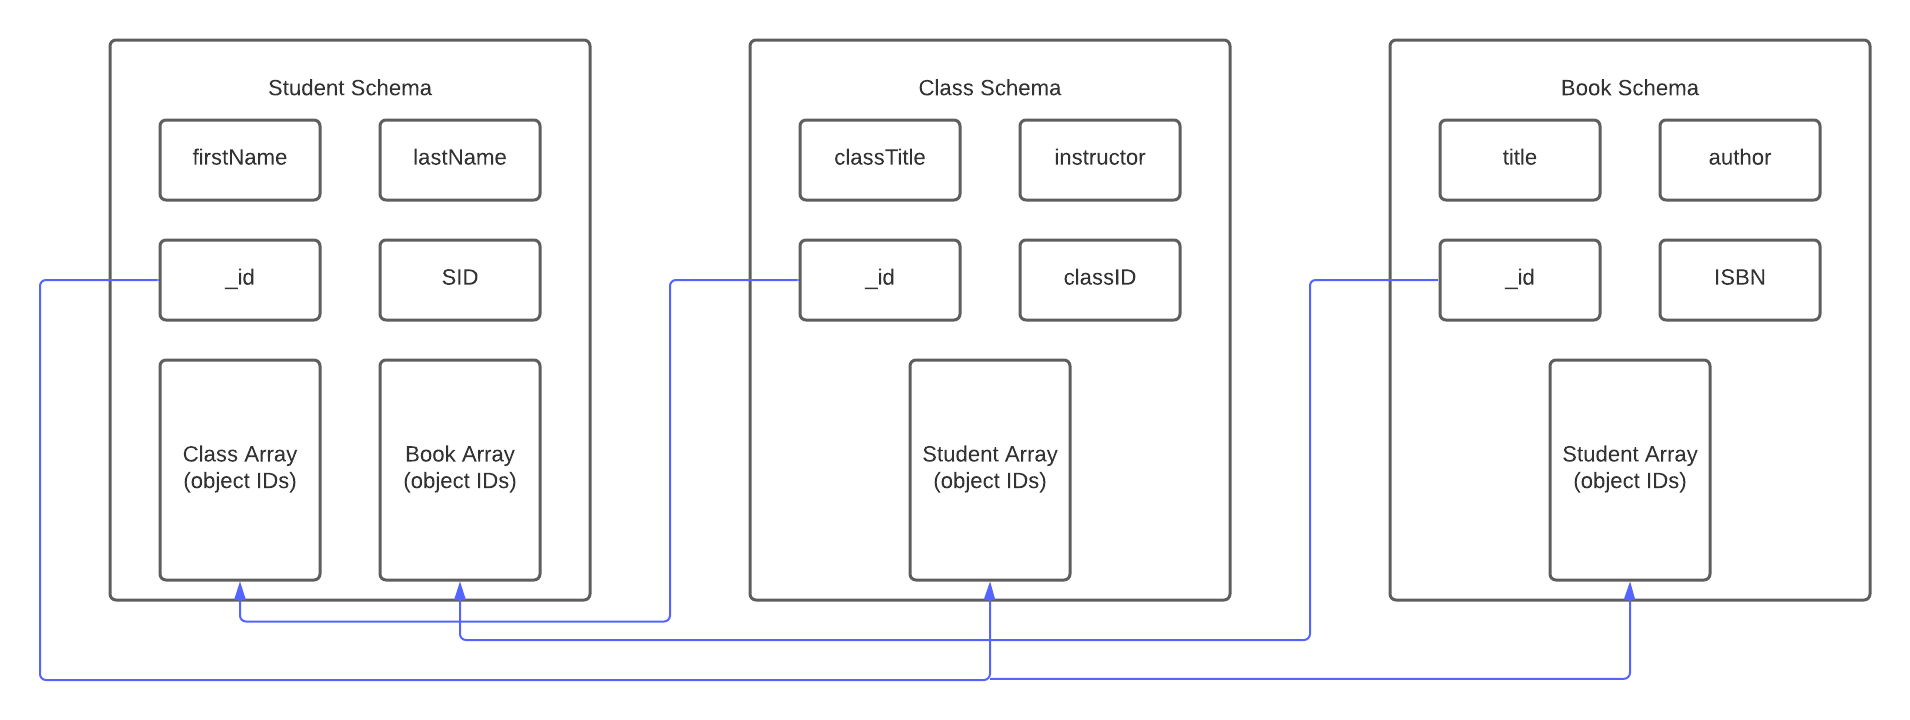 Student Schema
firstName
lastName
_id
SID
Class Array
(object IDs)
Book Array
(object IDs)
Class Schema
classTitle
instructor
_id
classID
Student Array
(object IDs)
Book Schema
title
author
_id
ISBN
Student Array
(object IDs)